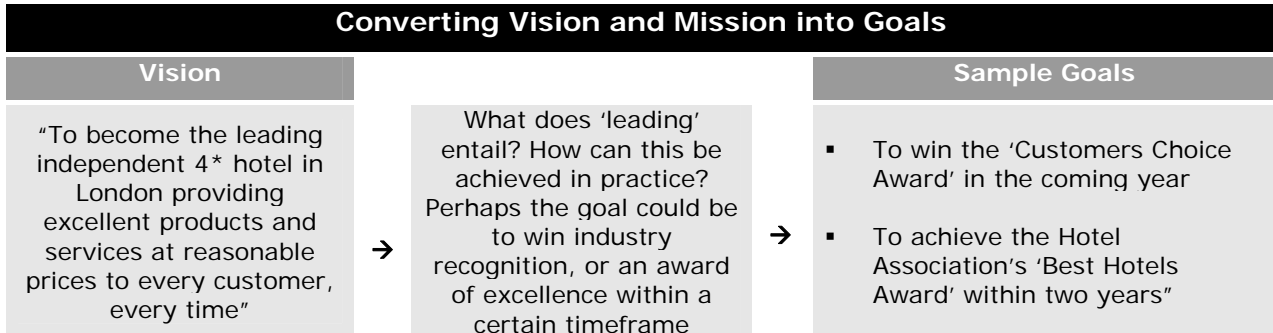 Converting Vision and Mission into Goals
Vision
Sample Goals
"To become the leading
independent 4* hotel in
London providing
excellent products and
services at reasonable
prices to every customer,
every time"
→
What does 'leading'
entail? How can this be
achieved in practice?
Perhaps the goal could be
to win industry
recognition, or an award
of excellence within a
certain timeframe
→
▪ To win the 'Customers Choice
Award' in the coming year
▪ To achieve the Hotel
Association's 'Best Hotels
Award' within two years"